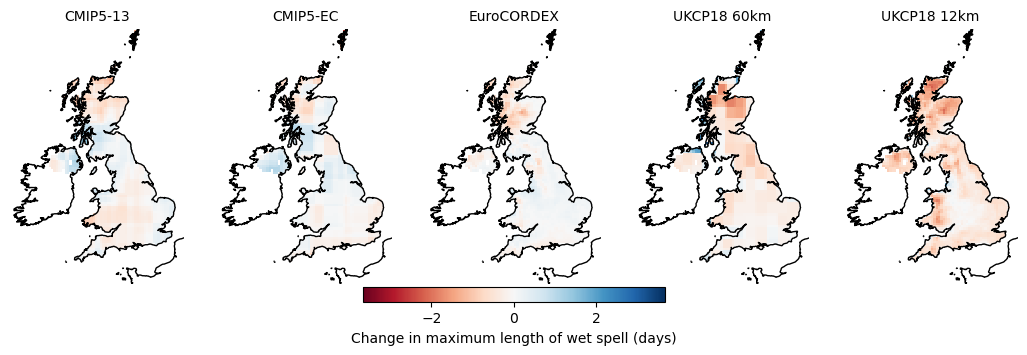 CMIP5-13
CMIP5-EC
EuroCORDEX
UKCP18 60km
UKCP18 12km
−2
0
2
Change in maximum length of wet spell (days)